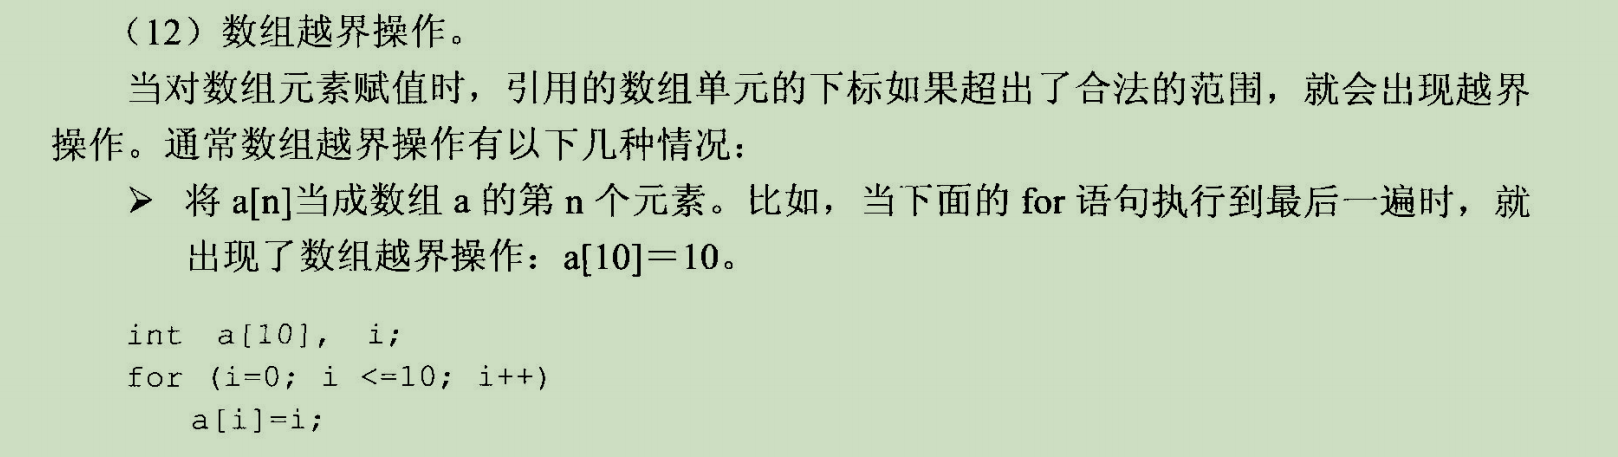 （12）数组越界操作。
当对数组元素赋值时，引用的数组单元的下标如果超出了合法的范围，就会出现越界
操作。通常数组越界操作有以下几种情况：
➢ 将 a[n]当成数组 a 的第 n 个元素。比如，当下面的 for 语句执行到最后一遍时，就
出现了数组越界操作：a[10]＝10。
int a[10], i;
for (i=0; i <=10; i++)
a[i]=i;